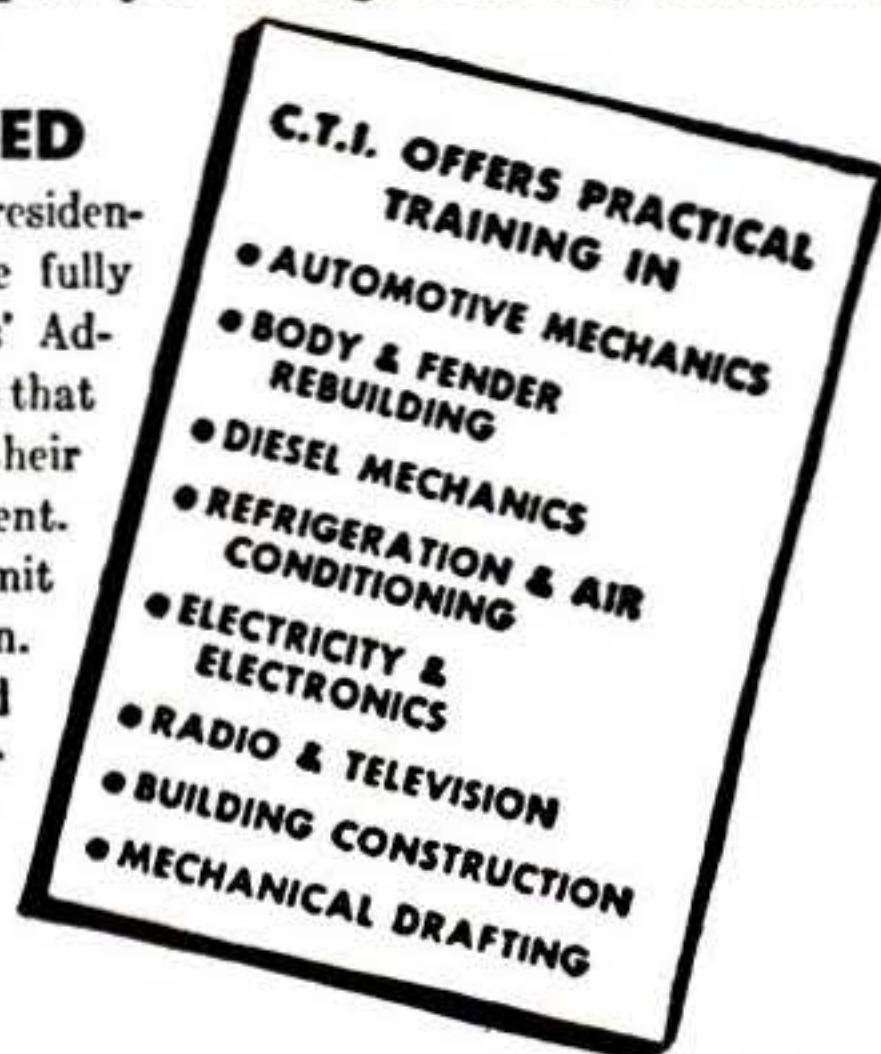 ED
residen-
e fully
s' Ad-
that
heir
ent.
nit
n.
C.T.I. OFFERS PRACTICAL
TRAINING IN
● AUTOMOTIVE MECHANICS
● BODY & FENDER
REBUILDING
● DIESEL MECHANICS
● REFRIGERATION & AIR
CONDITIONING
● ELECTRICITY &
ELECTRONICS
● RADIO & TELEVISION
● BUILDING CONSTRUCTION
● MECHANICAL DRAFTING